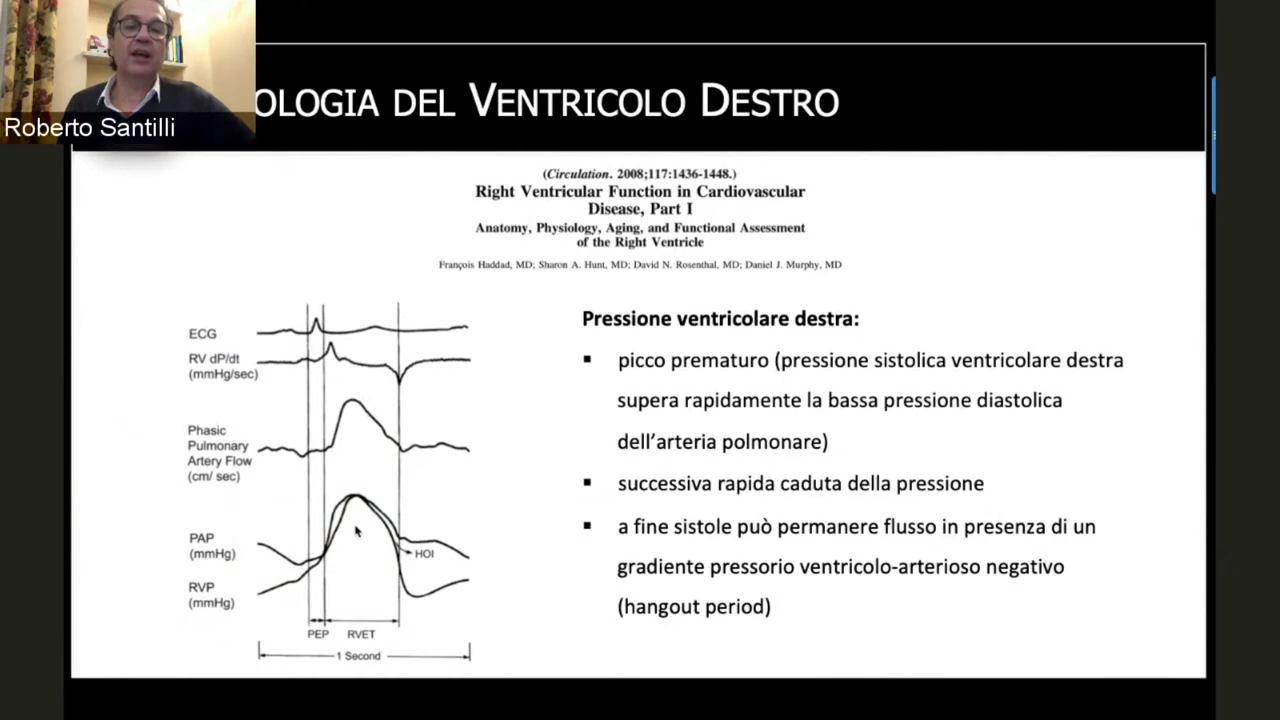 OLOGIA DEL VENTRICOLO DESTRO
Roberto Santilli
(Circulation. 2008;117:1436-1448.)
Right Ventricular Function in Cardiovascular
Disease, Part I
Anatomy, Physiology, Aging, and Functional Assessment
of the Right Ventricle
François Haddad, MD; Sharon A. Hunt, MD; David N. Rosenthal, MD; Daniel J. Murphy, MD
ECG
RV dP/dt
(mmHg/sec)
Phasic
Pulmonary
Artery Flow
(cm/ sec)
PAP
(mmHg)
HOI
RVP
(mmHg)
PEP RVET
1 Second
Pressione ventricolare destra:
▪ picco prematuro (pressione sistolica ventricolare destra
supera rapidamente la bassa pressione diastolica
dell'arteria polmonare)
▪ successiva rapida caduta della pressione
▪ a fine sistole può permanere flusso in presenza di un
gradiente pressorio ventricolo-arterioso negativo
(hangout period)